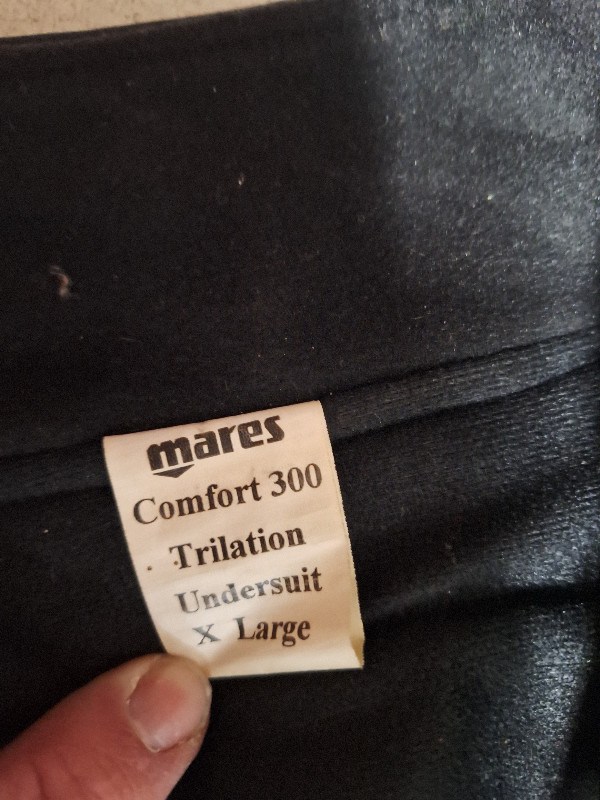 mares
Comfort 300
Trilation
Undersuit
X Large